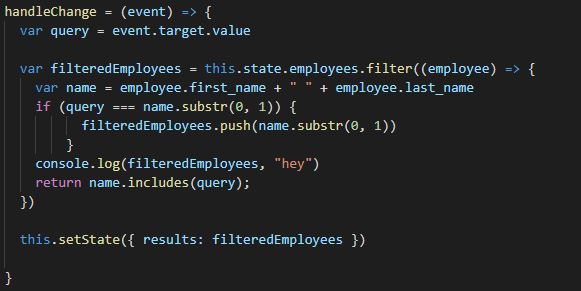 handleChange = (event) => {
  var query = event.target.value

  var filteredEmployees = this.state.employees.filter((employee) => {
    var name = employee.first_name + " " + employee.last_name
    if (query === name.substr(0, 1)) {
          filteredEmployees.push(name.substr(0, 1))
        }
    console.log(filteredEmployees, "hey")
    return name.includes(query);
  })

  this.setState({ results: filteredEmployees })

}